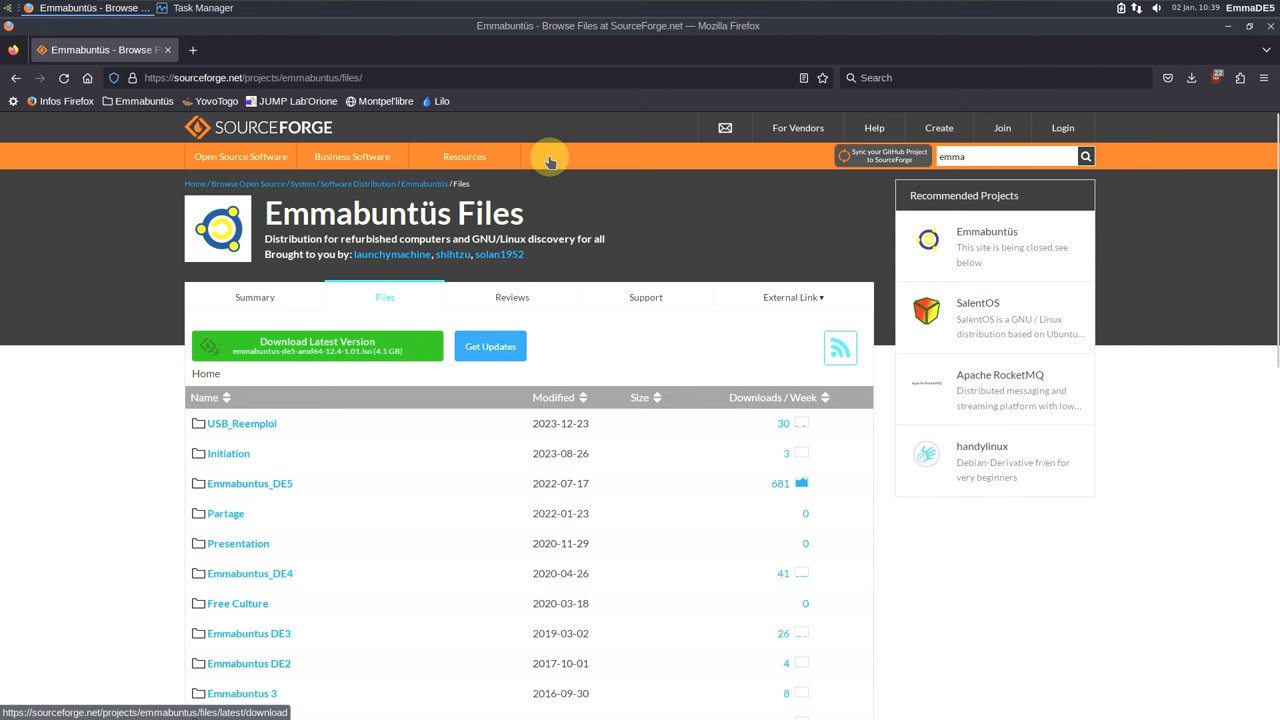 Emmabuntüs - Browse ...
Task Manager
02 Jan, 10:39
EmmaDE5
Emmabuntüs - Browse Files at SourceForge.net — Mozilla Firefox
Emmabuntüs - Browse Fi
https://sourceforge.net/projects/emmabuntus/files/
Search
22
Infos Firefox
Emmabuntüs
YovoTogo
JUMP Lab'Orione
Montpel'libre
Lilo
SOURCEFORGE
For Vendors
Help
Create
Join
Login
Open Source Software
Business Software
Resources
Sync your GitHub Project
to SourceForge
emma
Home / Browse Open Source / System / Software Distribution / Emmabuntüs / Files
Emmabuntüs Files
Distribution for refurbished computers and GNU/Linux discovery for all
Brought to you by: launchymachine, shihtzu, solan1952
Summary
Files
Reviews
Support
External Link ▾
Download Latest Version
emmabuntus-de5-amd64-12.4-1.01.iso (4.1 GB)
Get Updates
Home
Name Modified Size Downloads / Week
USB_Reemploi 2023-12-23 30
Initiation 2023-08-26 3
Emmabuntus_DE5 2022-07-17 681
Partage 2022-01-23 0
Presentation 2020-11-29 0
Emmabuntus_DE4 2020-04-26 41
Free Culture 2020-03-18 0
Emmabuntus DE3 2019-03-02 26
Emmabuntus DE2 2017-10-01 4
Emmabuntus 3 2016-09-30 8
Recommended Projects
Emmabuntüs
This site is being closed see
below
SalentOS
SalentOS is a GNU / Linux
distribution based on Ubuntu...
Apache RocketMQ
Apache RocketMQ
Distributed messaging and
streaming platform with low...
handylinux
Debian-Derivative fr/en for
very beginners
https://sourceforge.net/projects/emmabuntus/files/latest/download